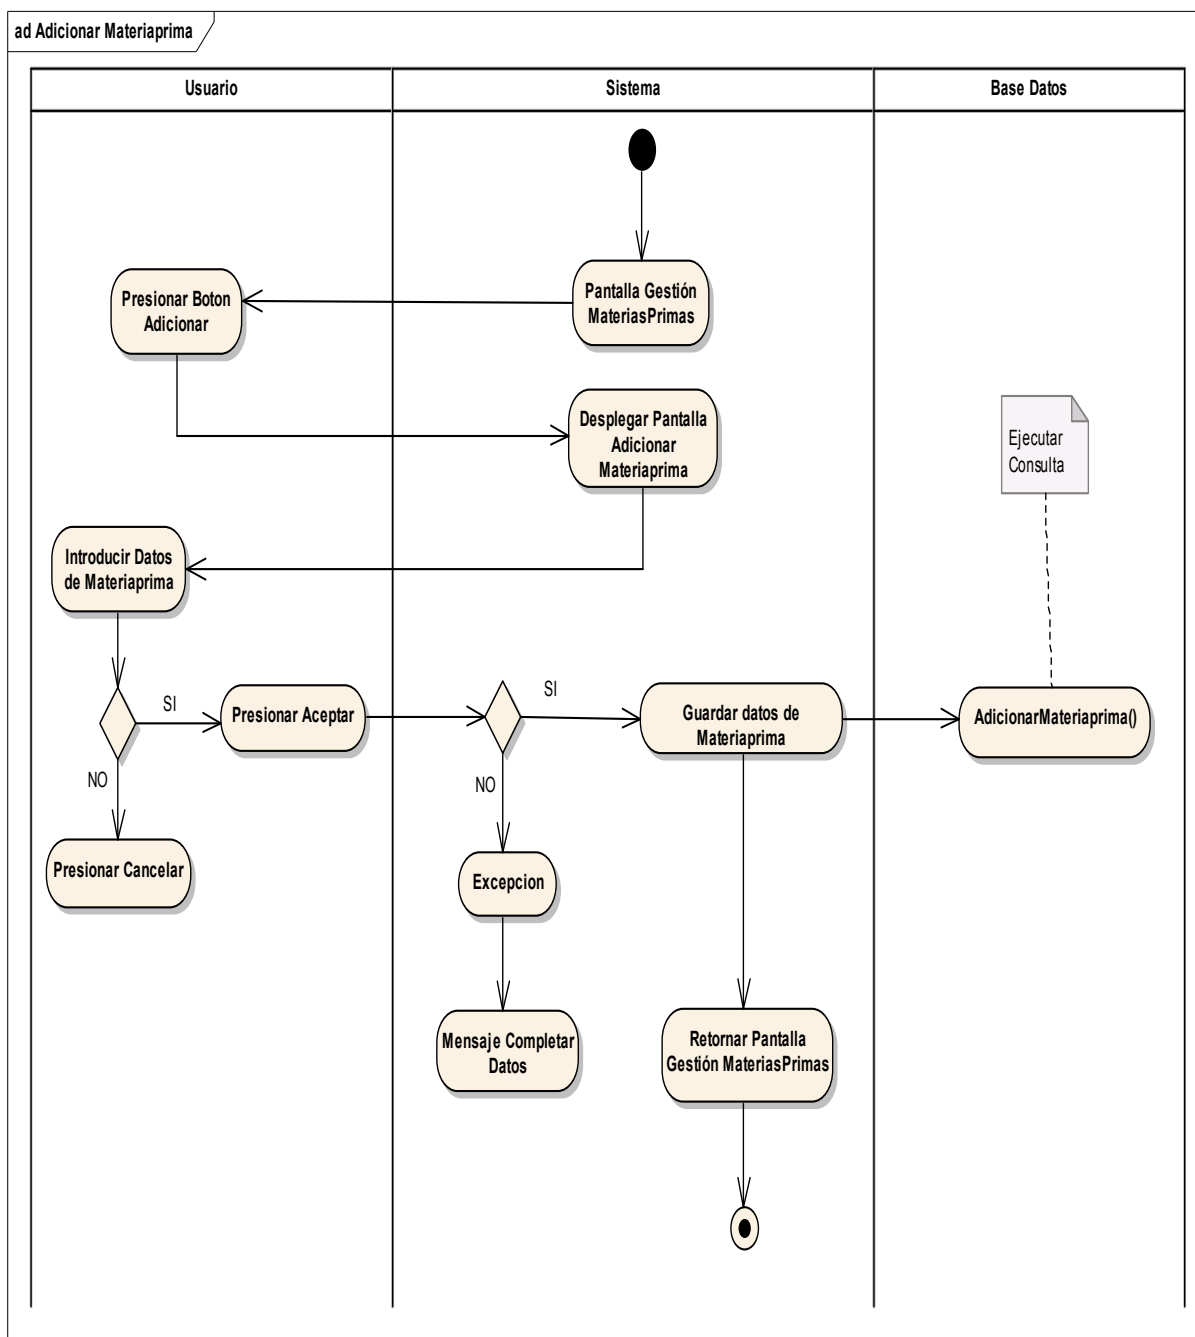 ad Adicionar Materiaprima
Usuario
Sistema
Base Datos
Pantalla Gestión
MateriasPrimas
Presionar Boton
Adicionar
Desplegar Pantalla
Adicionar
Materiaprima
Ejecutar
Consulta
Introducir Datos
de Materiaprima
SI
Presionar Aceptar
SI
Guardar datos de
Materiaprima
AdicionarMateriaprima()
NO
NO
Presionar Cancelar
Excepcion
Mensaje Completar
Datos
Retornar Pantalla
Gestión MateriasPrimas